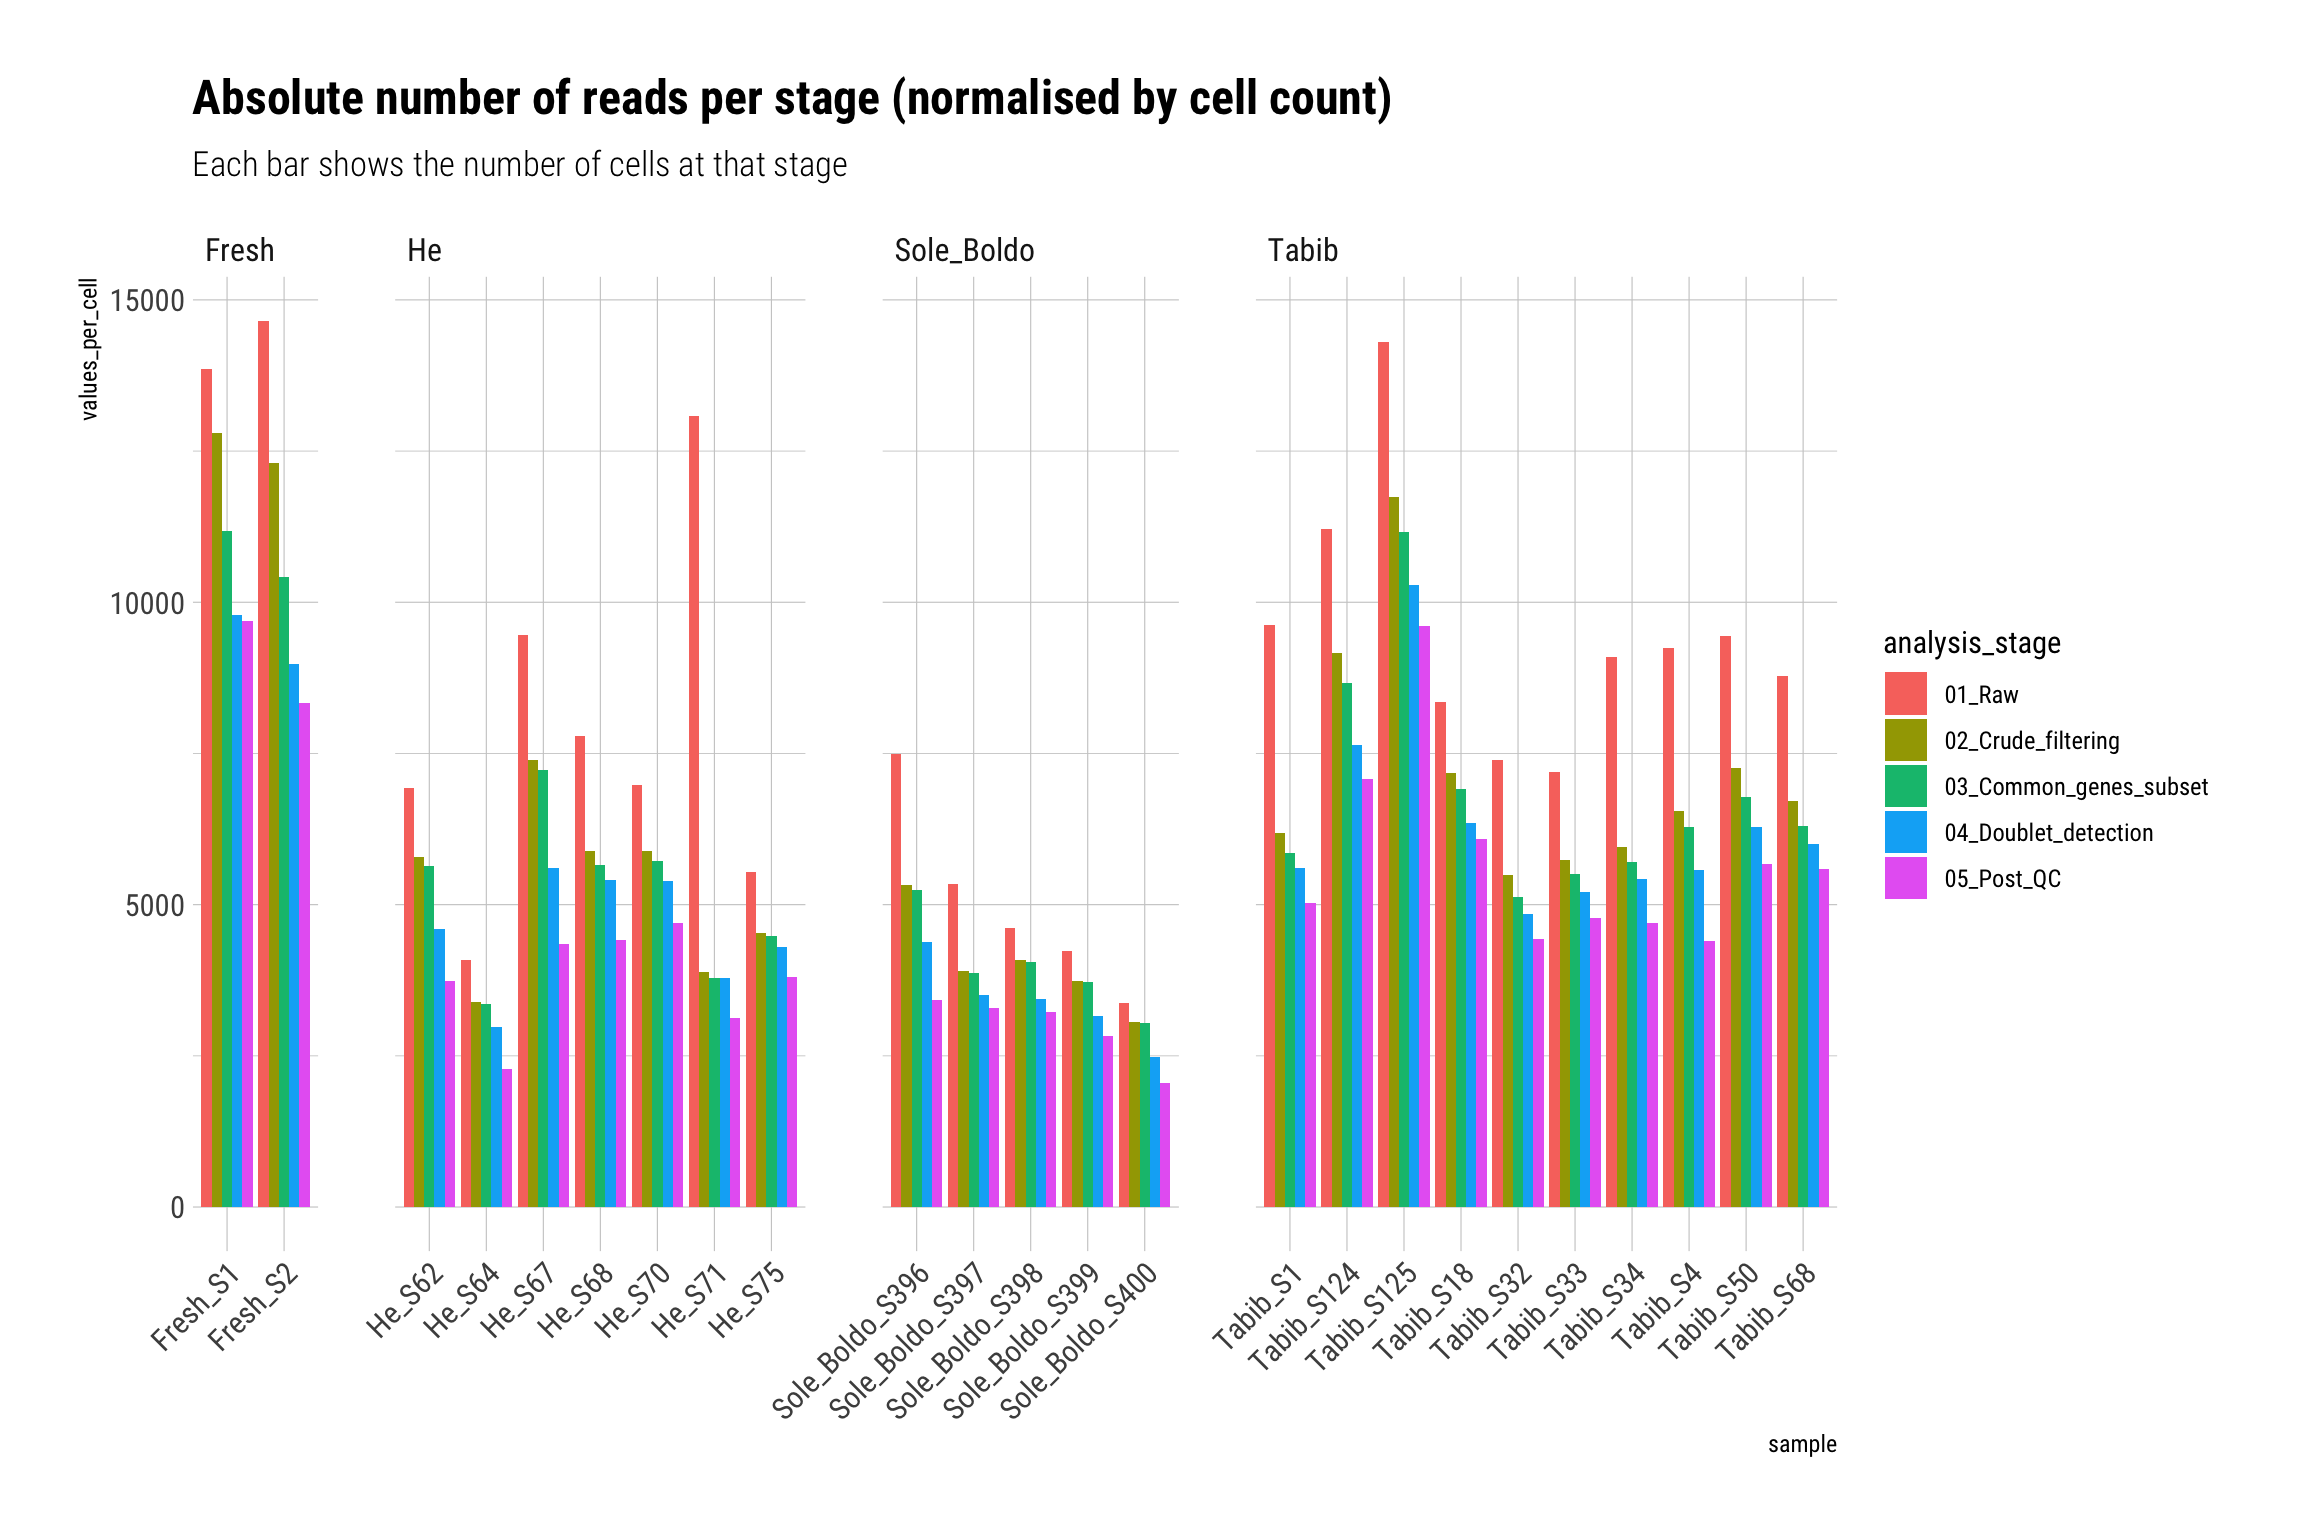 Absolute number of reads per stage (normalised by cell count)
Each bar shows the number of cells at that stage
Fresh
He
Sole_Boldo
Tabib
values_per_cell
15000
10000
5000
0
Fresh_S1
Fresh_S2
He_S62
He_S64
He_S67
He_S68
He_S70
He_S71
He_S75
Sole_Boldo_S396
Sole_Boldo_S397
Sole_Boldo_S398
Sole_Boldo_S399
Sole_Boldo_S400
Tabib_S1
Tabib_S124
Tabib_S125
Tabib_S18
Tabib_S32
Tabib_S33
Tabib_S34
Tabib_S4
Tabib_S50
Tabib_S68
sample
analysis_stage
01_Raw
02_Crude_filtering
03_Common_genes_subset
04_Doublet_detection
05_Post_QC